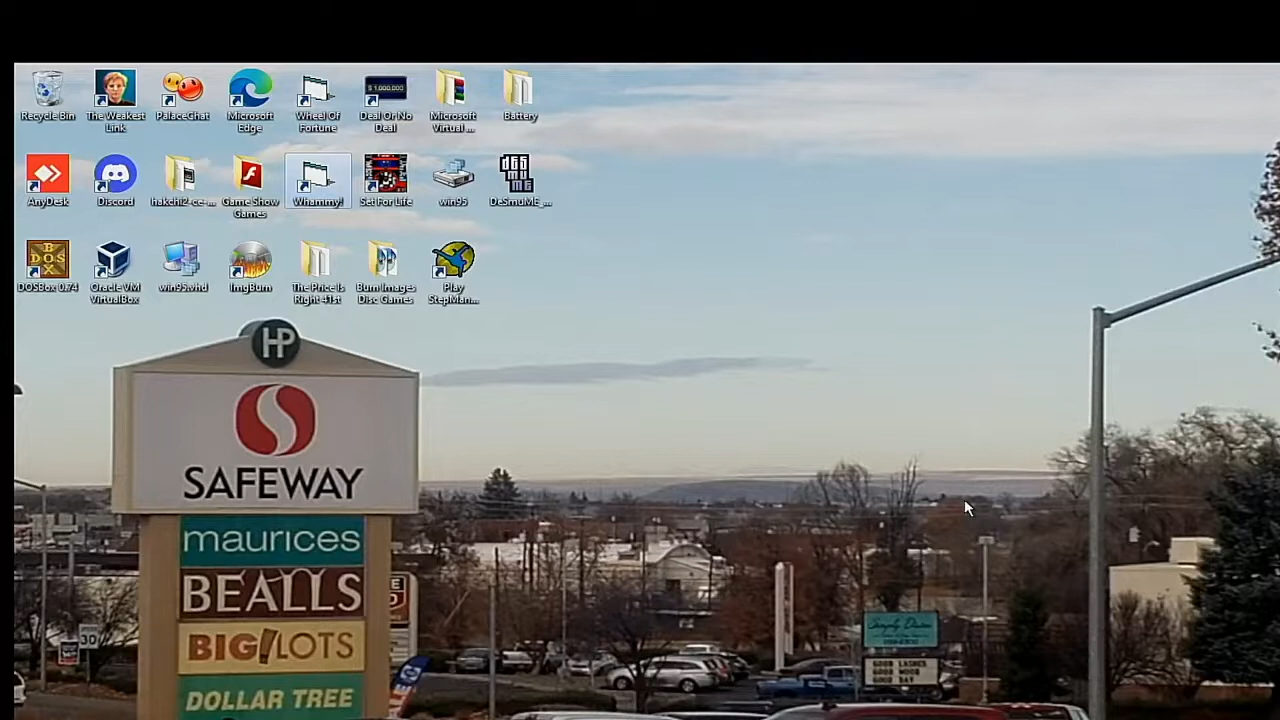 Recycle Bin
The Weakest
Link
PalaceChat
Microsoft
Edge
Wheel Of
Fortune
$1,000,000
Deal Or No
Deal
Microsoft
Virtual ...
Battery
AnyDesk
Discord
hakchi2-ce-...
Game Show
Games
Whammy!
Set For Life
win95
DeSmuME_...
DOS
BOX
DOSBox 0.74
Oracle VM
VirtualBox
win95.vhd
ImgBurn
The Price Is
Right 41st
Burn Images
Disc Games
Play
StepMan...
HP
SAFEWAY
maurices
BEALLS
BIG!LOTS
DOLLAR TREE
30